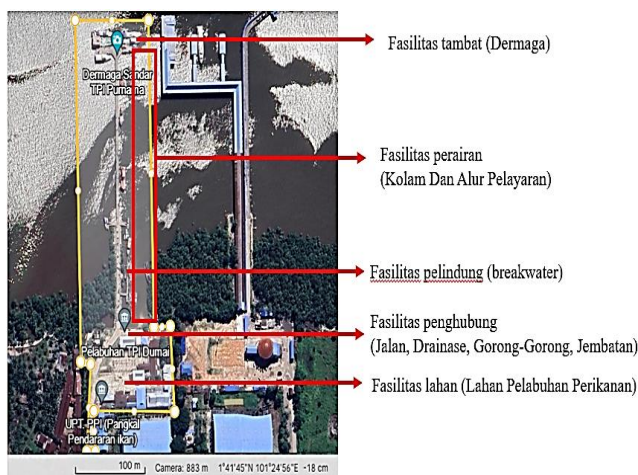 Fasilitas tambat (Dermaga)
Dermaga Sandar
TPI Purnama
Fasilitas perairan
(Kolam Dan Alur Pelayaran)
Fasilitas pelindung (breakwater)
Fasilitas penghubung
(Jalan, Drainase, Gorong-Gorong, Jembatan)
Pelabuhan TPI Dumai
Fasilitas lahan (Lahan Pelabuhan Perikanan)
UPT-PPI (Pangkal
Pendararan ikan)
100 m Camera: 883 m 1°41'45"N 101°24'56"E -18 cm